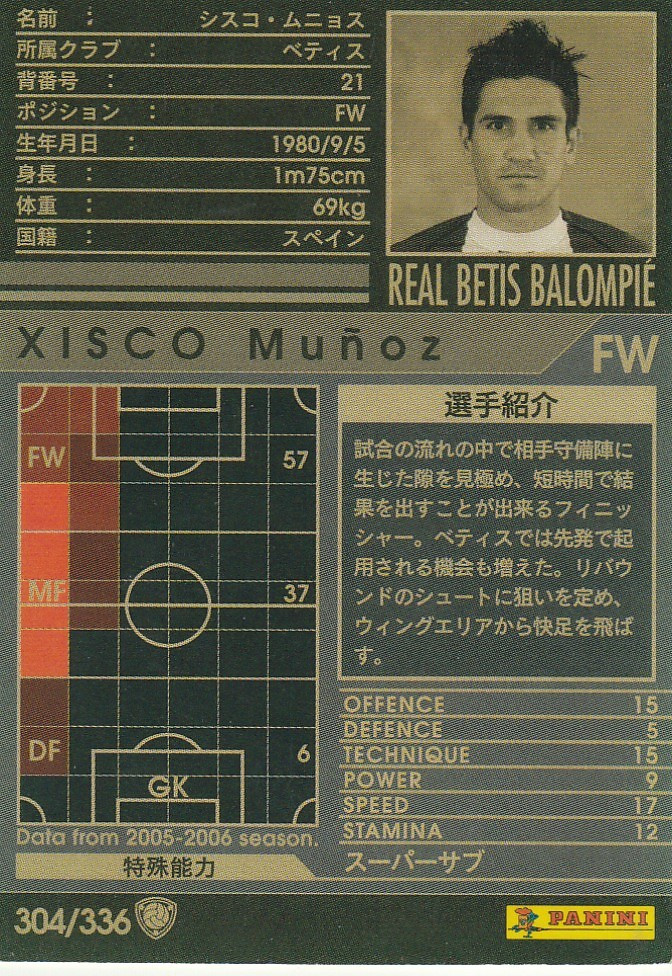 名前 : シスコ・ムニョス
所属クラブ : ベティス
背番号 : 21
ポジション : FW
生年月日 : 1980/9/5
身長 : 1m75cm
体重 : 69kg
国籍 : スペイン
REAL BETIS BALOMPIÉ
XISCO Muñoz FW
FW 57
MF 37
DF 6
GK
Data from 2005-2006 season.
選手紹介
試合の流れの中で相手守備陣に
生じた隙を見極め、短時間で結
果を出すことが出来るフィニッ
シャー。ベティスでは先発で起
用される機会も増えた。リバウ
ンドのシュートに狙いを定め、
ウィングエリアから快足を飛ば
す。
OFFENCE 15
DEFENCE 5
TECHNIQUE 15
POWER 9
SPEED 17
STAMINA 12
特殊能力 スーパーサブ
304/336
PANINI